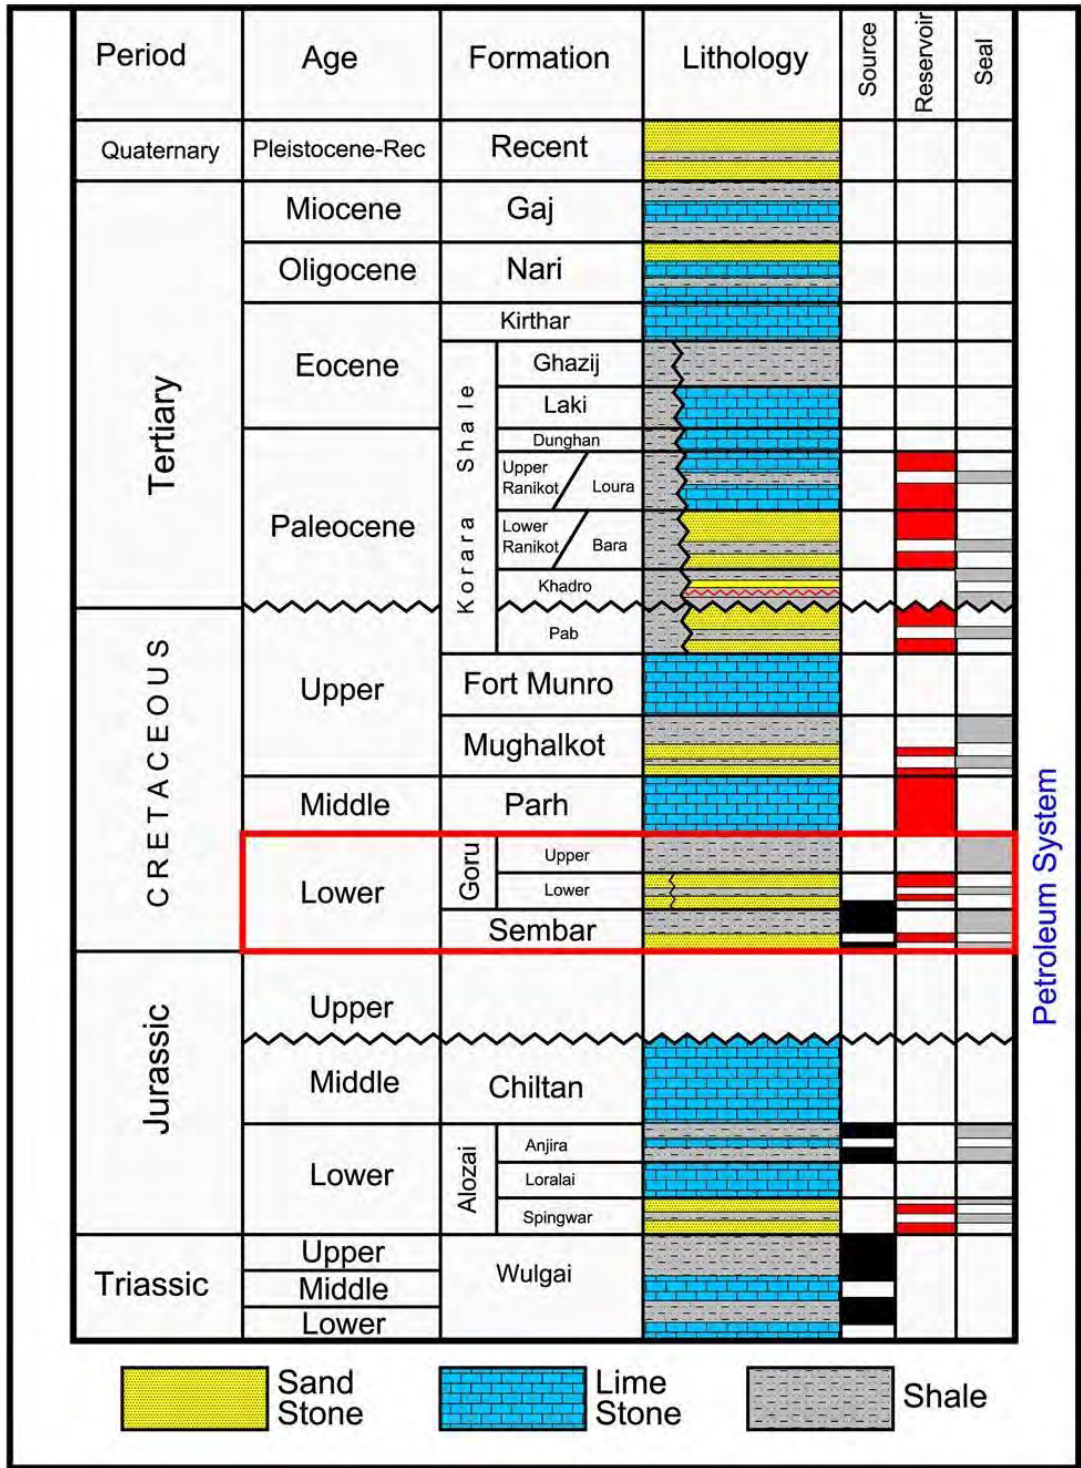 Period
Age
Formation
Lithology
Source
Reservoir
Seal
Quaternary
Pleistocene-Rec
Recent
Tertiary
Miocene
Gaj
Oligocene
Nari
Eocene
Kirthar
Korara Shale
Ghazij
Laki
Paleocene
Dunghan
Upper
Ranikot
Loura
Lower
Ranikot
Bara
Khadro
CRETACEOUS
Upper
Pab
Fort Munro
Mughalkot
Middle
Parh
Lower
Goru
Upper
Lower
Sembar
Jurassic
Upper
Middle
Chiltan
Lower
Alozai
Anjira
Loralai
Spingwar
Triassic
Upper
Middle
Lower
Wulgai
Petroleum System
Sand
Stone
Lime
Stone
Shale